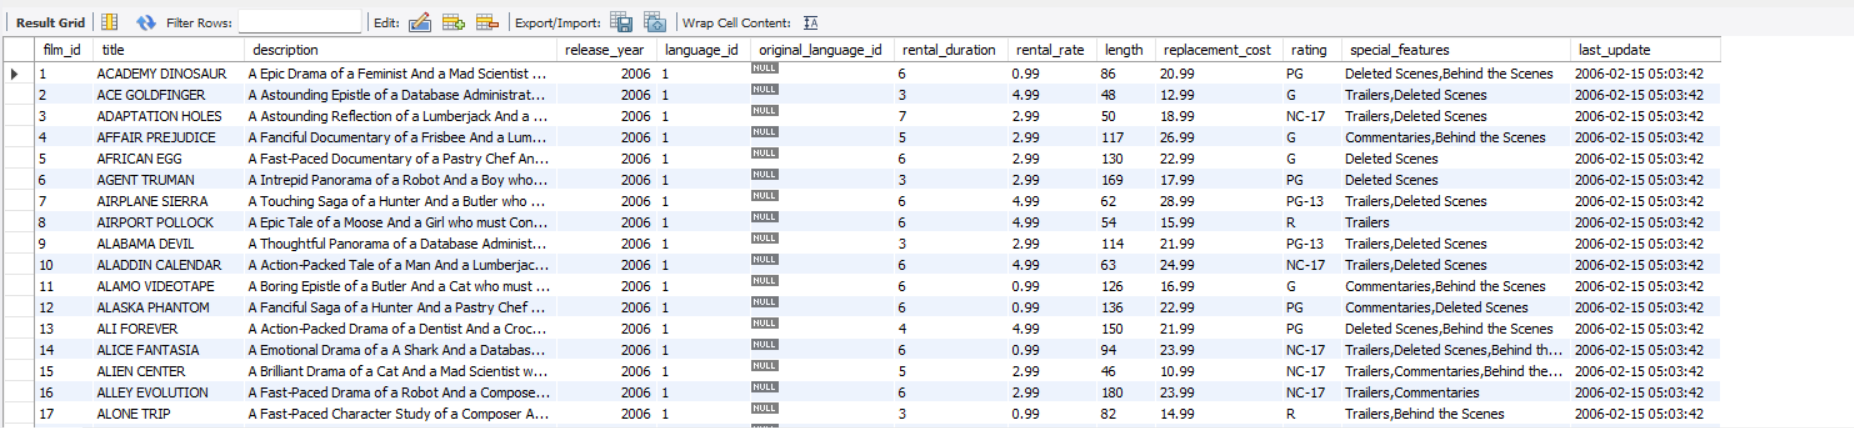 Result Grid Filter Rows: Edit: Export/Import: Wrap Cell Content:
film_id title description release_year language_id original_language_id rental_duration rental_rate length replacement_cost rating special_features last_update
1 ACADEMY DINOSAUR A Epic Drama of a Feminist And a Mad Scientist ... 2006 1 NULL 6 0.99 86 20.99 PG Deleted Scenes,Behind the Scenes 2006-02-15 05:03:42
2 ACE GOLDFINGER A Astounding Epistle of a Database Administrat... 2006 1 NULL 3 4.99 48 12.99 G Trailers,Deleted Scenes 2006-02-15 05:03:42
3 ADAPTATION HOLES A Astounding Reflection of a Lumberjack And a ... 2006 1 NULL 7 2.99 50 18.99 NC-17 Trailers,Deleted Scenes 2006-02-15 05:03:42
4 AFFAIR PREJUDICE A Fanciful Documentary of a Frisbee And a Lum... 2006 1 NULL 5 2.99 117 26.99 G Commentaries,Behind the Scenes 2006-02-15 05:03:42
5 AFRICAN EGG A Fast-Paced Documentary of a Pastry Chef An... 2006 1 NULL 6 2.99 130 22.99 G Deleted Scenes 2006-02-15 05:03:42
6 AGENT TRUMAN A Intrepid Panorama of a Robot And a Boy who... 2006 1 NULL 3 2.99 169 17.99 PG Deleted Scenes 2006-02-15 05:03:42
7 AIRPLANE SIERRA A Touching Saga of a Hunter And a Butler who ... 2006 1 NULL 6 4.99 62 28.99 PG-13 Trailers,Deleted Scenes 2006-02-15 05:03:42
8 AIRPORT POLLOCK A Epic Tale of a Moose And a Girl who must Con... 2006 1 NULL 6 4.99 54 15.99 R Trailers 2006-02-15 05:03:42
9 ALABAMA DEVIL A Thoughtful Panorama of a Database Administ... 2006 1 NULL 3 2.99 114 21.99 PG-13 Trailers,Deleted Scenes 2006-02-15 05:03:42
10 ALADDIN CALENDAR A Action-Packed Tale of a Man And a Lumberjac... 2006 1 NULL 6 4.99 63 24.99 NC-17 Trailers,Deleted Scenes 2006-02-15 05:03:42
11 ALAMO VIDEOTAPE A Boring Epistle of a Butler And a Cat who must ... 2006 1 NULL 6 0.99 126 16.99 G Commentaries,Behind the Scenes 2006-02-15 05:03:42
12 ALASKA PHANTOM A Fanciful Saga of a Hunter And a Pastry Chef ... 2006 1 NULL 6 0.99 136 22.99 PG Commentaries,Deleted Scenes 2006-02-15 05:03:42
13 ALI FOREVER A Action-Packed Drama of a Dentist And a Croc... 2006 1 NULL 4 4.99 150 21.99 PG Deleted Scenes,Behind the Scenes 2006-02-15 05:03:42
14 ALICE FANTASIA A Emotional Drama of a A Shark And a Databas... 2006 1 NULL 6 0.99 94 23.99 NC-17 Trailers,Deleted Scenes,Behind th... 2006-02-15 05:03:42
15 ALIEN CENTER A Brilliant Drama of a Cat And a Mad Scientist w... 2006 1 NULL 5 2.99 46 10.99 NC-17 Trailers,Commentaries,Behind the... 2006-02-15 05:03:42
16 ALLEY EVOLUTION A Fast-Paced Drama of a Robot And a Compose... 2006 1 NULL 6 2.99 180 23.99 NC-17 Trailers,Commentaries 2006-02-15 05:03:42
17 ALONE TRIP A Fast-Paced Character Study of a Composer A... 2006 1 NULL 3 0.99 82 14.99 R Trailers,Behind the Scenes 2006-02-15 05:03:42